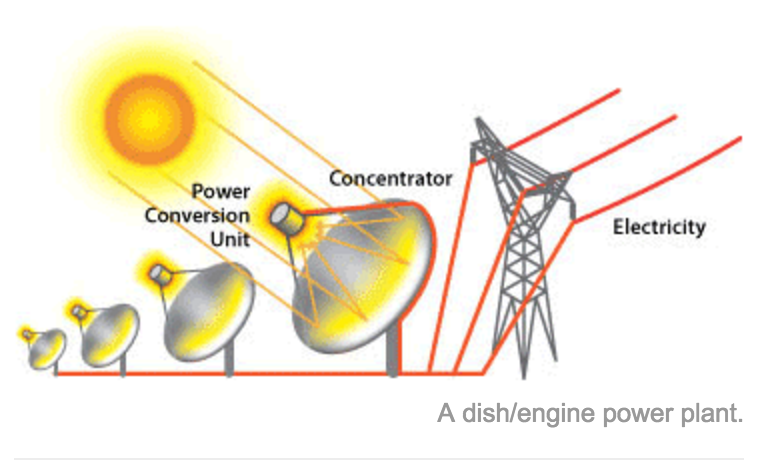 Concentrator
Power
Conversion
Unit
Electricity
A dish/engine power plant.